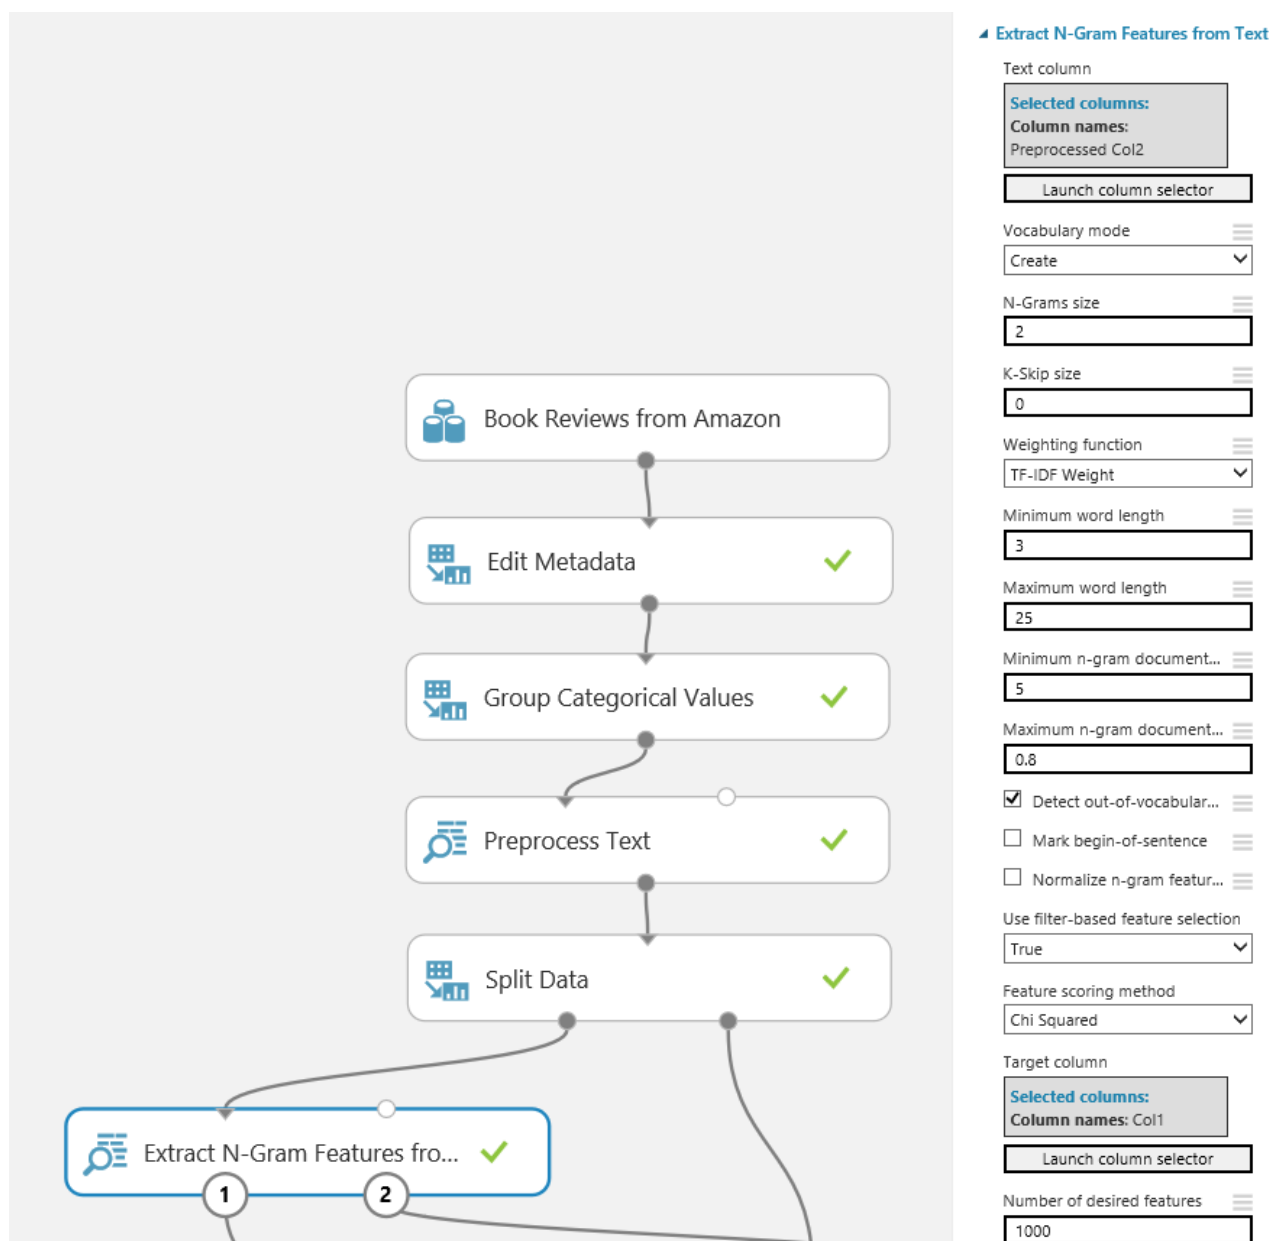 Book Reviews from Amazon
Edit Metadata
Group Categorical Values
Preprocess Text
Split Data
Extract N-Gram Features fro...
1
2
Extract N-Gram Features from Text
Text column
Selected columns:
Column names:
Preprocessed Col2
Launch column selector
Vocabulary mode
Create
N-Grams size
2
K-Skip size
0
Weighting function
TF-IDF Weight
Minimum word length
3
Maximum word length
25
Minimum n-gram document...
5
Maximum n-gram document...
0.8
Detect out-of-vocabular...
Mark begin-of-sentence
Normalize n-gram featur...
Use filter-based feature selection
True
Feature scoring method
Chi Squared
Target column
Selected columns:
Column names: Col1
Launch column selector
Number of desired features
1000